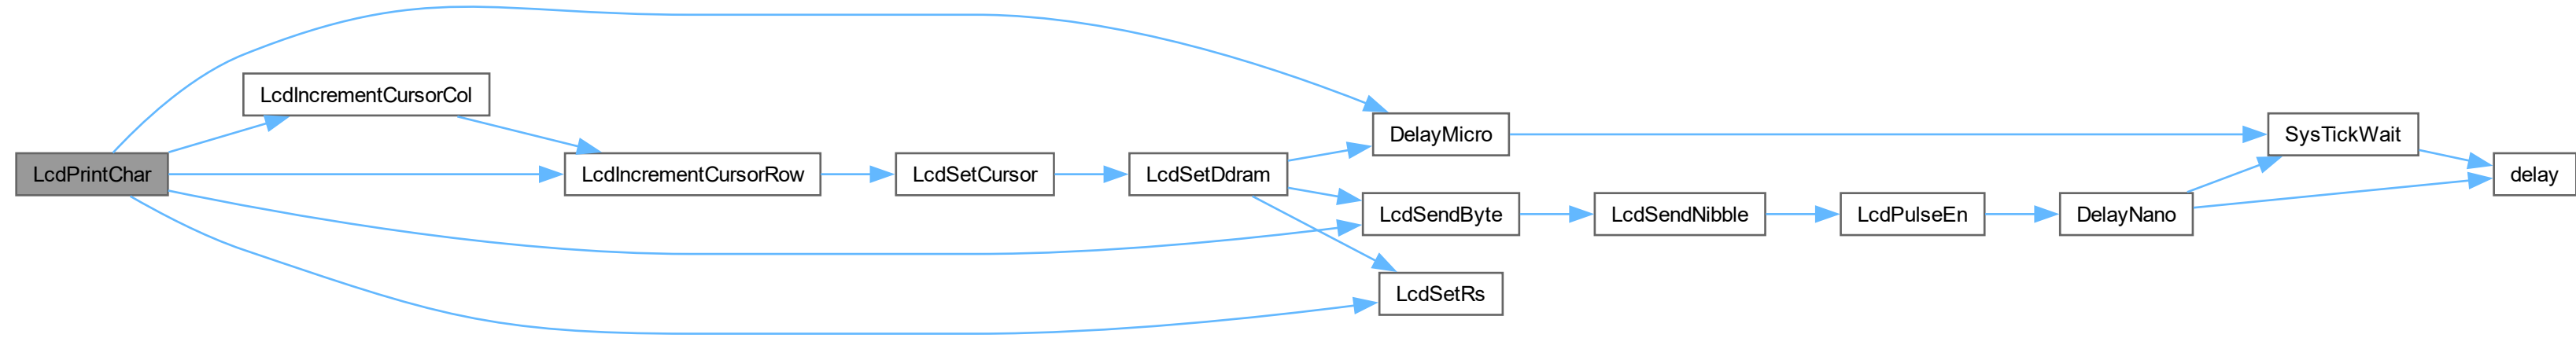 LcdPrintChar
LcdIncrementCursorCol
LcdIncrementCursorRow
LcdSetCursor
LcdSetDdram
DelayMicro
LcdSendByte
LcdSetRs
LcdSendNibble
LcdPulseEn
DelayNano
SysTickWait
delay